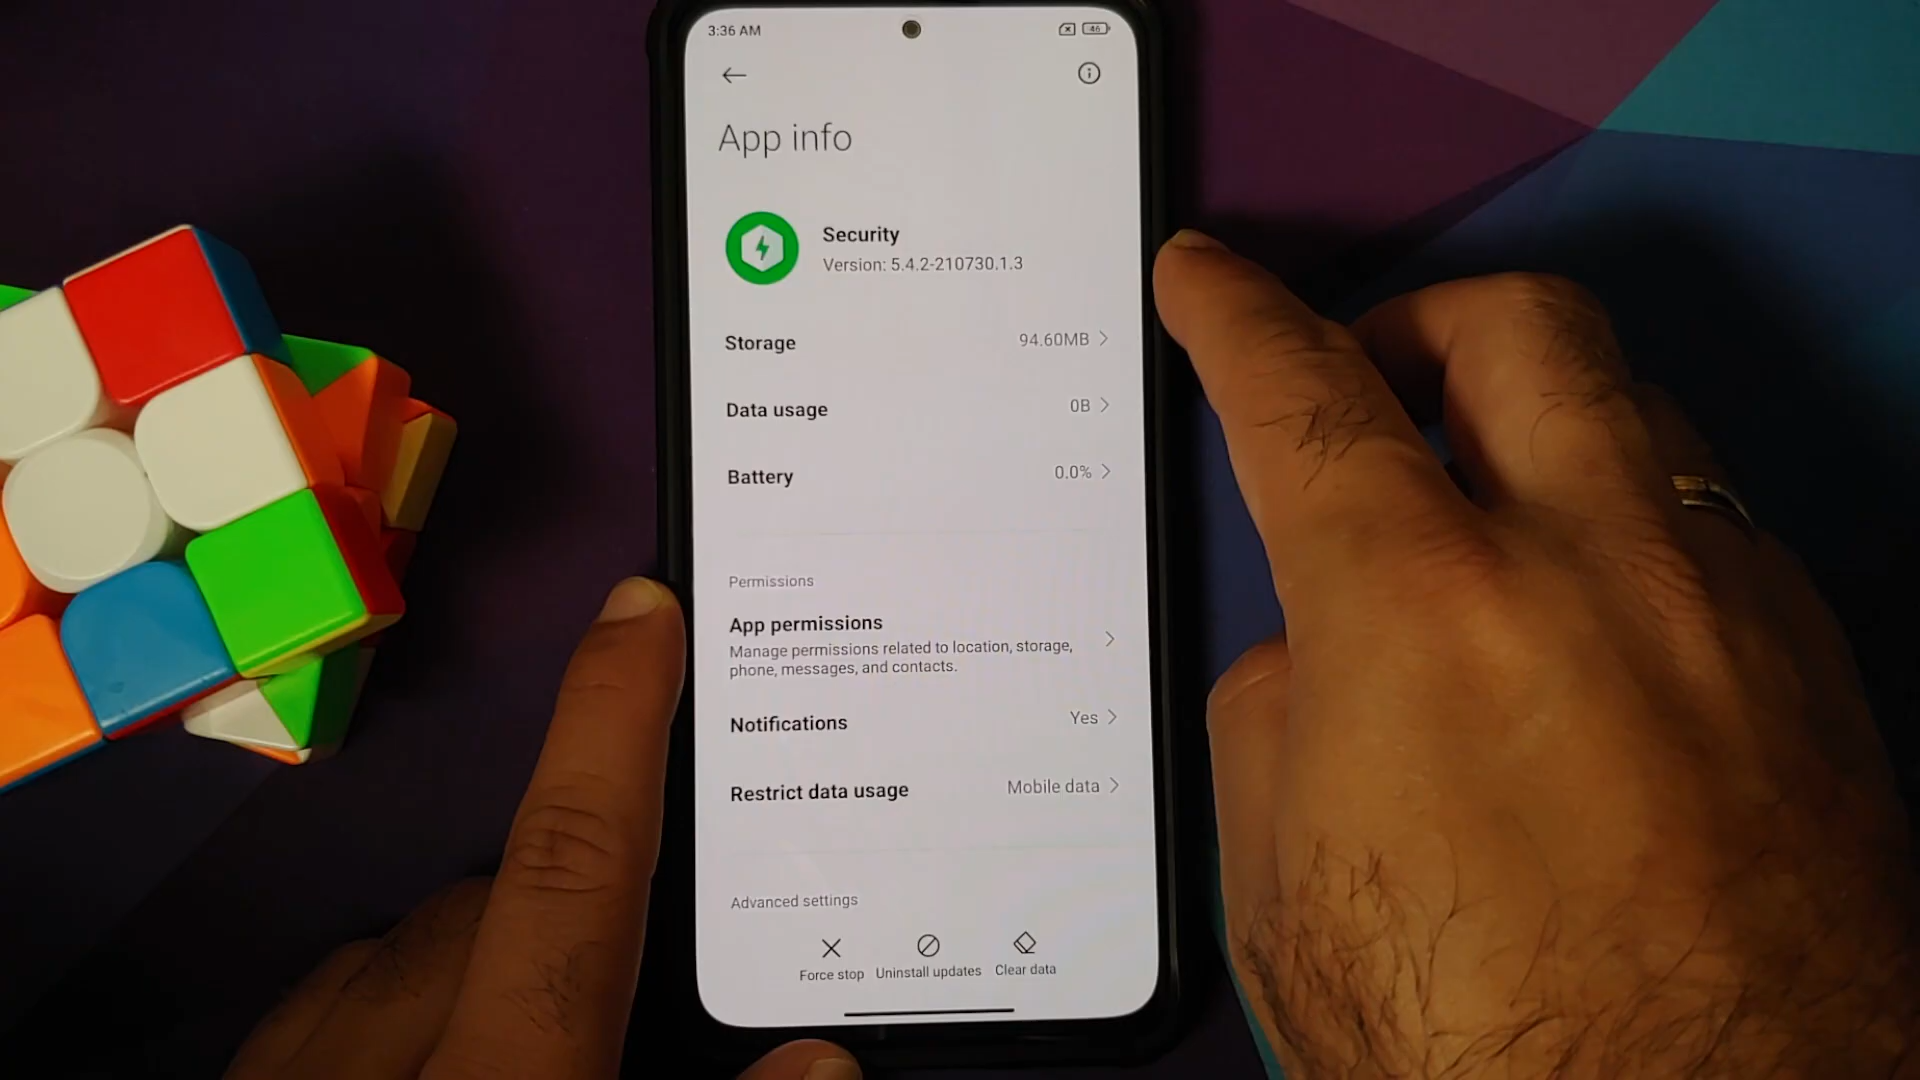 3:36 AM
46
App info
Security
Version: 5.4.2-210730.1.3
Storage 94.60MB
Data usage 0B
Battery 0.0%
Permissions
App permissions
Manage permissions related to location, storage,
phone, messages, and contacts.
Notifications Yes
Restrict data usage Mobile data
Advanced settings
Force stop Uninstall updates Clear data